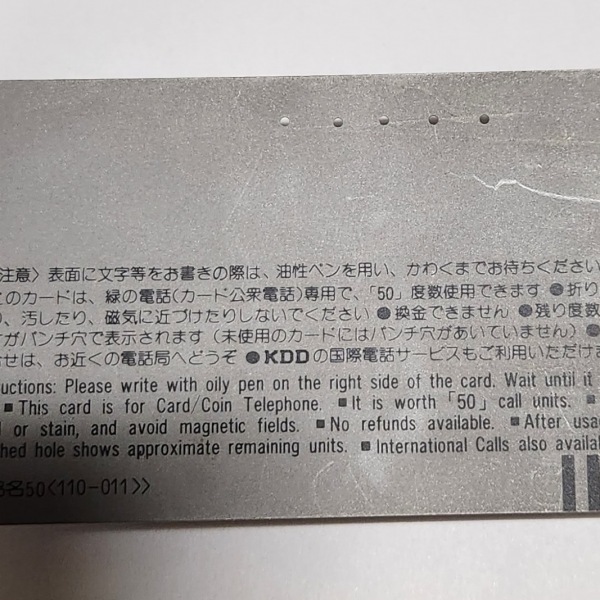 注意〉表面に文字等をお書きの際は、油性ペンを用い、かわくまでお待ちください
このカードは、緑の電話(カード公衆電話)専用で、「50」度数使用できます ●折り
り、汚したり、磁気に近づけたりしないでください ●換金できません ●残り度数
すがパンチ穴で表示されます(未使用のカードにはパンチ穴があいていません) ●
合せは、お近くの電話局へどうぞ ●KDDの国際電話サービスもご利用いただけま
uctions: Please write with oily pen on the right side of the card. Wait until it
■ This card is for Card/Coin Telephone. ■ It is worth「50」call units. ■
d or stain, and avoid magnetic fields. ■ No refunds available. ■ After usa
hed hole shows approximate remaining units. ■ International Calls also availa
名50<110-011>>